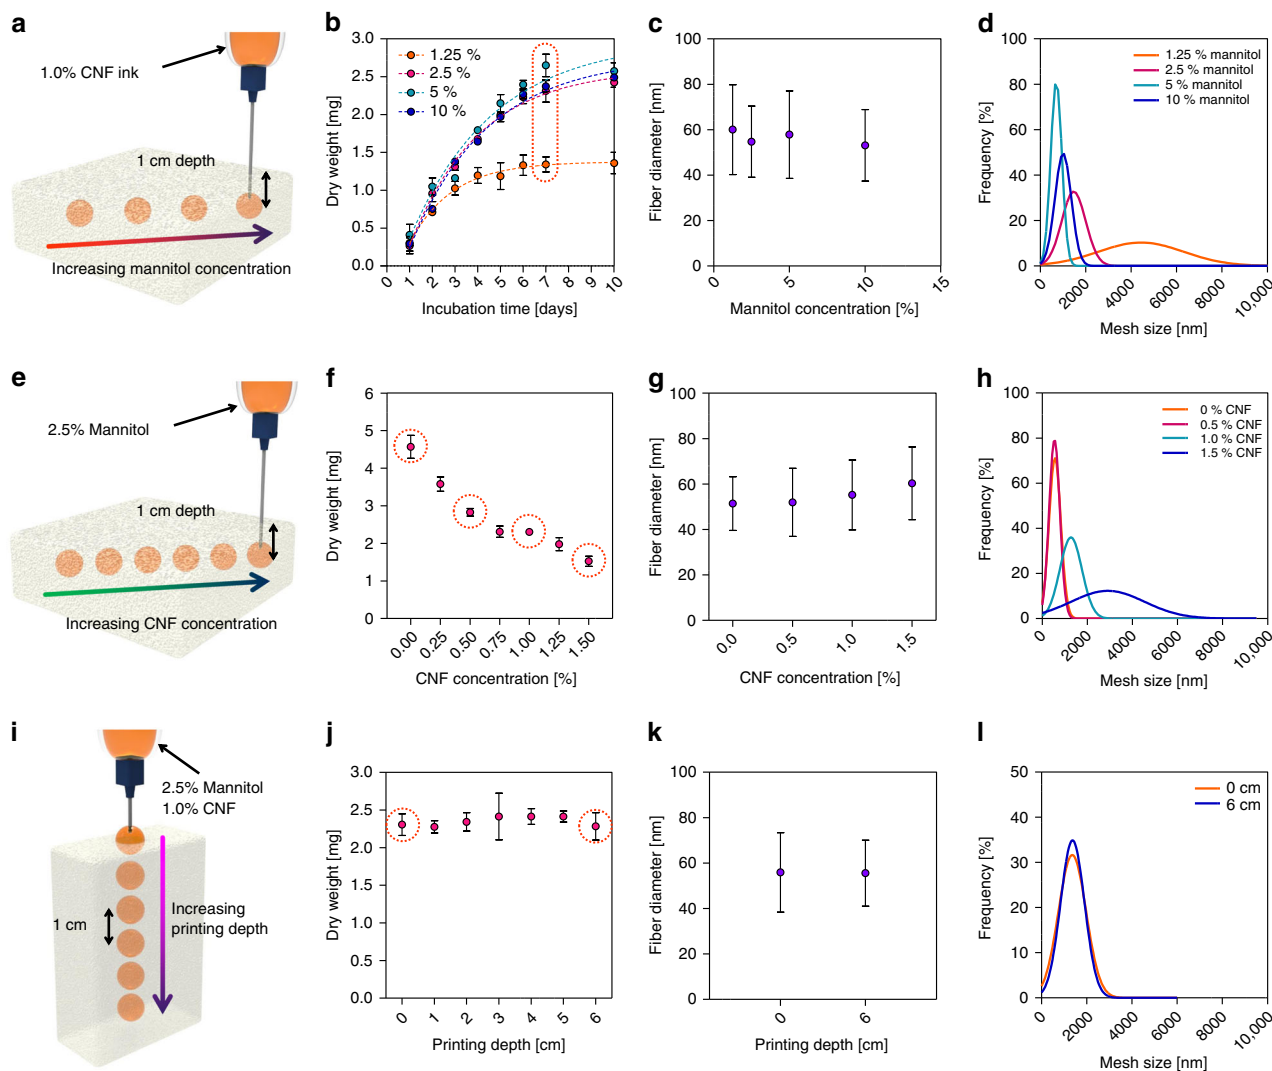 a
1.0% CNF ink
1 cm depth
Increasing mannitol concentration
b
Dry weight [mg]
3.0
2.5
2.0
1.5
1.0
0.5
0.0
1.25 %
2.5 %
5 %
10 %
0 1 2 3 4 5 6 7 8 9 10
Incubation time [days]
c
Fiber diameter [nm]
100
80
60
40
20
0
0 5 10 15
Mannitol concentration [%]
d
Frequency [%]
100
80
60
40
20
0
1.25 % mannitol
2.5 % mannitol
5 % mannitol
10 % mannitol
0 2000 4000 6000 8000 10,000
Mesh size [nm]
e
2.5% Mannitol
1 cm depth
Increasing CNF concentration
f
Dry weight [mg]
6
5
4
3
2
1
0
0.00 0.25 0.50 0.75 1.00 1.25 1.50
CNF concentration [%]
g
Fiber diameter [nm]
100
80
60
40
20
0
0.0 0.5 1.0 1.5
CNF concentration [%]
h
Frequency [%]
100
80
60
40
20
0
0 % CNF
0.5 % CNF
1.0 % CNF
1.5 % CNF
0 2000 4000 6000 8000 10,000
Mesh size [nm]
i
2.5% Mannitol
1.0% CNF
1 cm
Increasing
printing depth
j
Dry weight [mg]
3.0
2.5
2.0
1.5
1.0
0.5
0.0
0 1 2 3 4 5 6
Printing depth [cm]
k
Fiber diameter [nm]
100
80
60
40
20
0
0 6
Printing depth [cm]
l
Frequency [%]
50
40
30
20
10
0
0 cm
6 cm
0 2000 4000 6000 8000 10,000
Mesh size [nm]